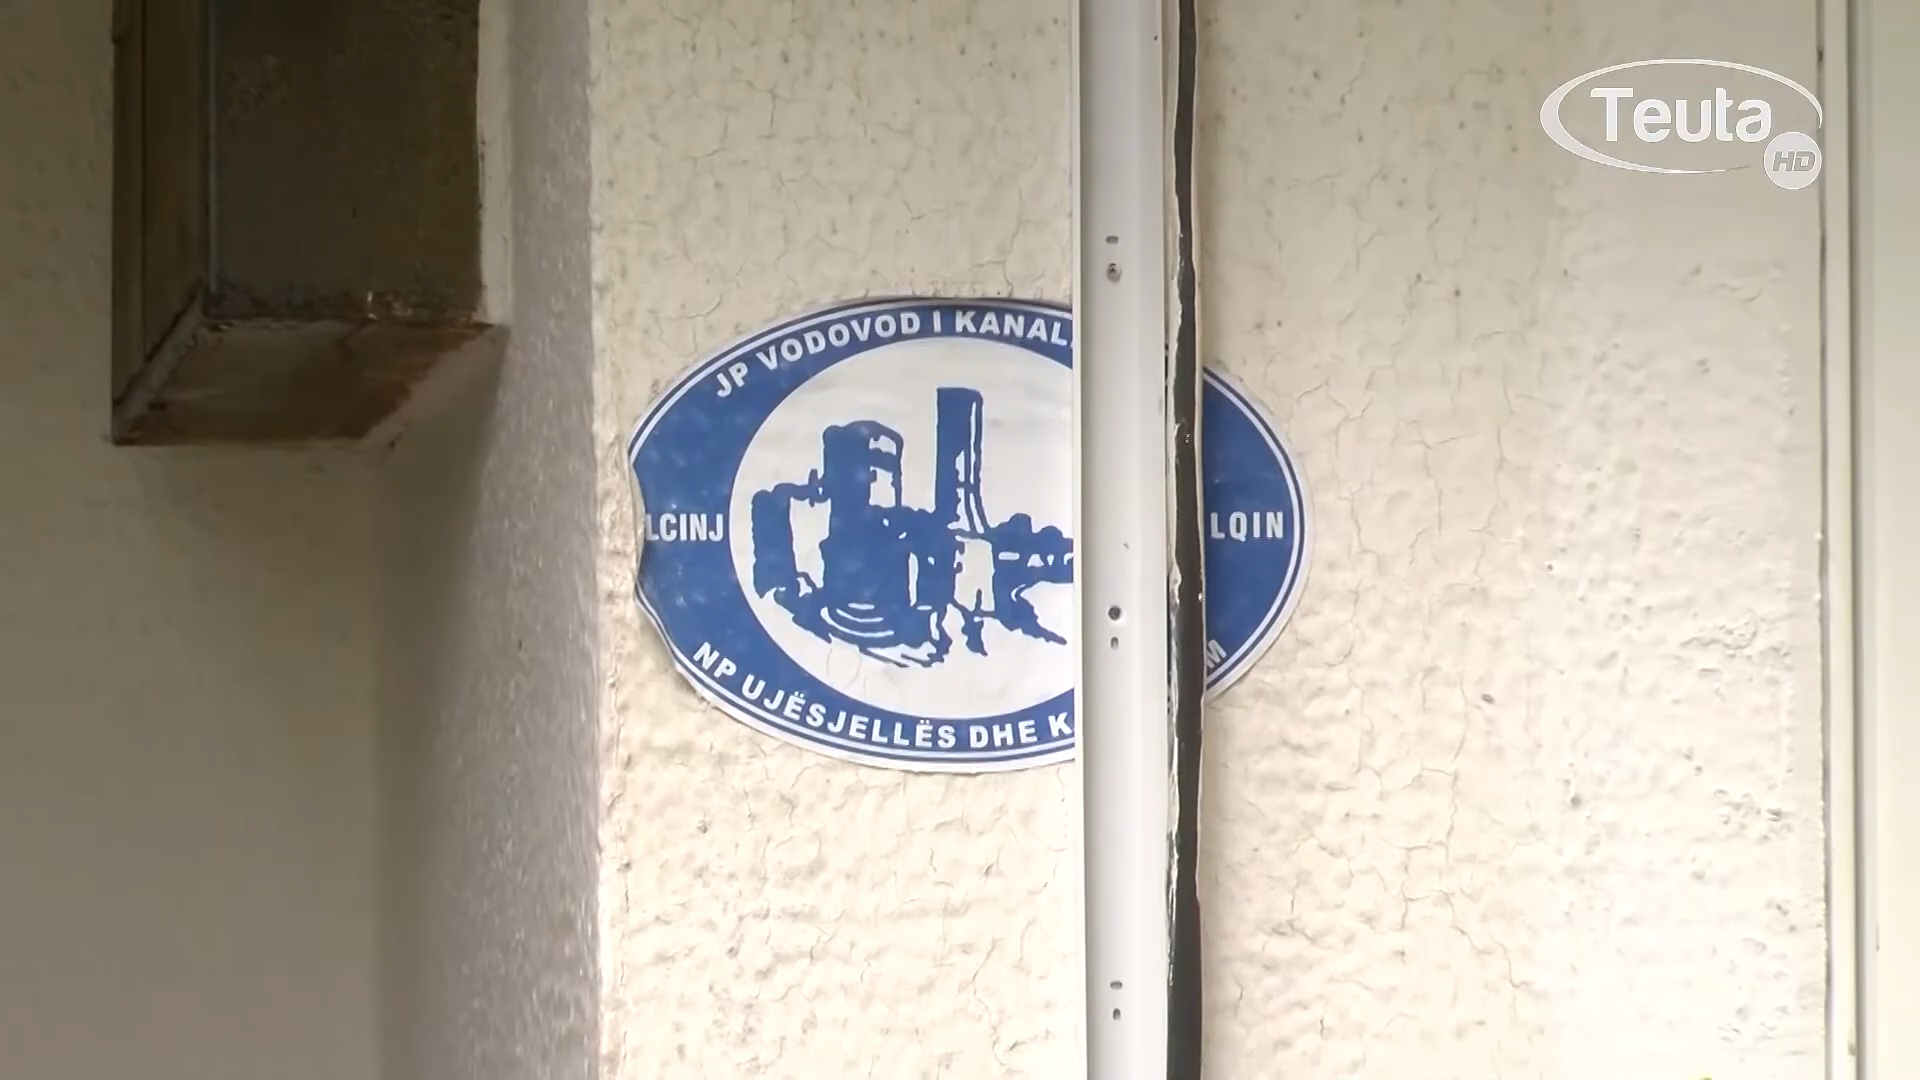 Teuta
HD
JP VODOVOD I KANAL
LCINJ
LQIN
NP UJËSJELLËS DHE K
M